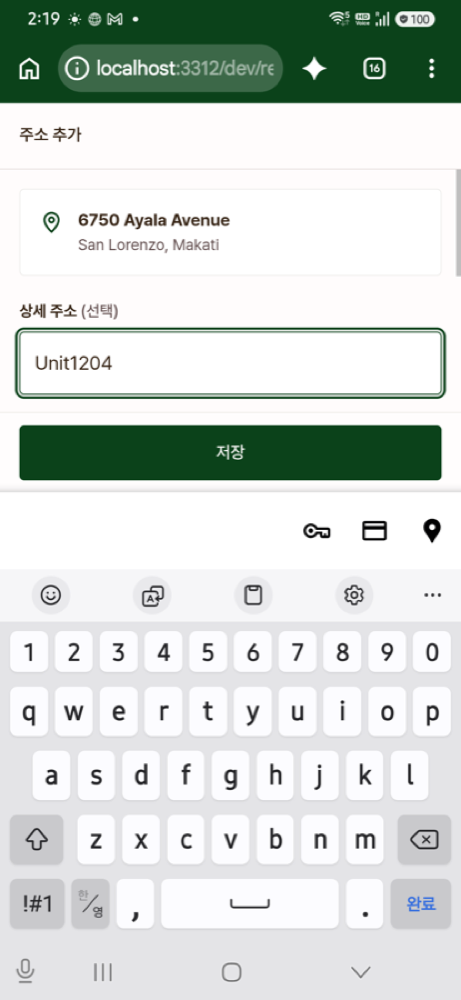 2:19
100
localhost:3312/dev/re
16
주소 추가
6750 Ayala Avenue
San Lorenzo, Makati
상세 주소 (선택)
Unit1204
저장
1 2 3 4 5 6 7 8 9 0
q w e r t y u i o p
a s d f g h j k l
z x c v b n m
!#1 한/영 , . 완료